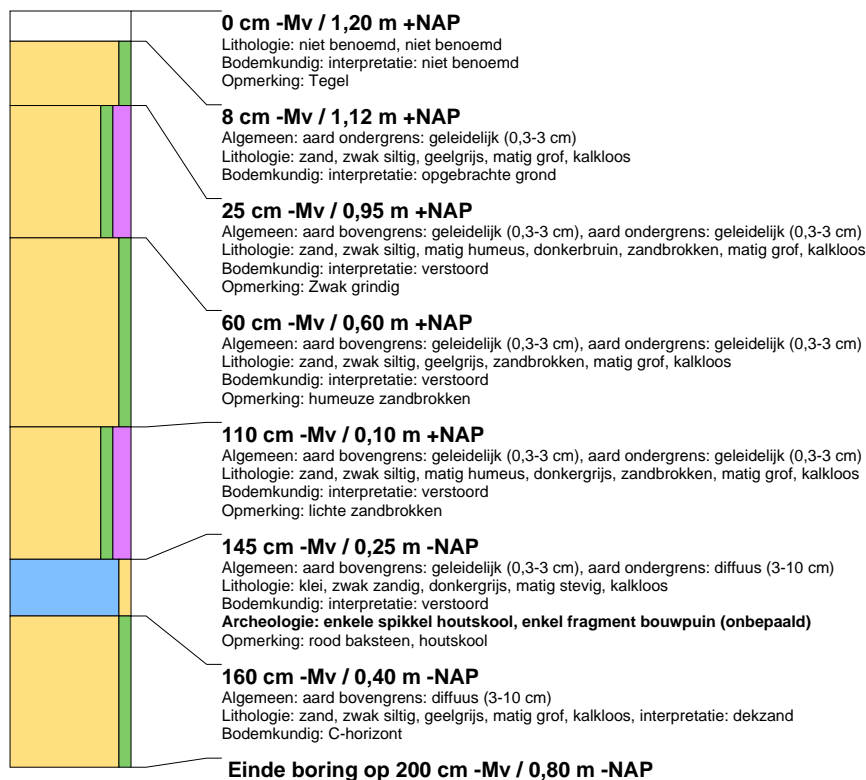 0 cm -Mv / 1,20 m +NAP
Lithologie: niet benoemd, niet benoemd
Bodemkundig: interpretatie: niet benoemd
Opmerking: Tegel
8 cm -Mv / 1,12 m +NAP
Algemeen: aard ondergrens: geleidelijk (0,3-3 cm)
Lithologie: zand, zwak siltig, geelgrijs, matig grof, kalkloos
Bodemkundig: interpretatie: opgebrachte grond
25 cm -Mv / 0,95 m +NAP
Algemeen: aard bovengrens: geleidelijk (0,3-3 cm), aard ondergrens: geleidelijk (0,3-3 cm)
Lithologie: zand, zwak siltig, matig humeus, donkerbruin, zandbrokken, matig grof, kalkloos
Bodemkundig: interpretatie: verstoord
Opmerking: Zwak grindig
60 cm -Mv / 0,60 m +NAP
Algemeen: aard bovengrens: geleidelijk (0,3-3 cm), aard ondergrens: geleidelijk (0,3-3 cm)
Lithologie: zand, zwak siltig, geelgrijs, zandbrokken, matig grof, kalkloos
Bodemkundig: interpretatie: verstoord
Opmerking: humeuze zandbrokken
110 cm -Mv / 0,10 m +NAP
Algemeen: aard bovengrens: geleidelijk (0,3-3 cm), aard ondergrens: geleidelijk (0,3-3 cm)
Lithologie: zand, zwak siltig, matig humeus, donkergrijs, zandbrokken, matig grof, kalkloos
Bodemkundig: interpretatie: verstoord
Opmerking: lichte zandbrokken
145 cm -Mv / 0,25 m -NAP
Algemeen: aard bovengrens: geleidelijk (0,3-3 cm), aard ondergrens: diffuus (3-10 cm)
Lithologie: klei, zwak zandig, donkergrijs, matig stevig, kalkloos
Bodemkundig: interpretatie: verstoord
Archeologie: enkele spikkel houtskool, enkel fragment bouwpuin (onbepaald)
Opmerking: rood baksteen, houtskool
160 cm -Mv / 0,40 m -NAP
Algemeen: aard bovengrens: diffuus (3-10 cm)
Lithologie: zand, zwak siltig, geelgrijs, matig grof, kalkloos, interpretatie: dekzand
Bodemkundig: C-horizont
Einde boring op 200 cm -Mv / 0,80 m -NAP